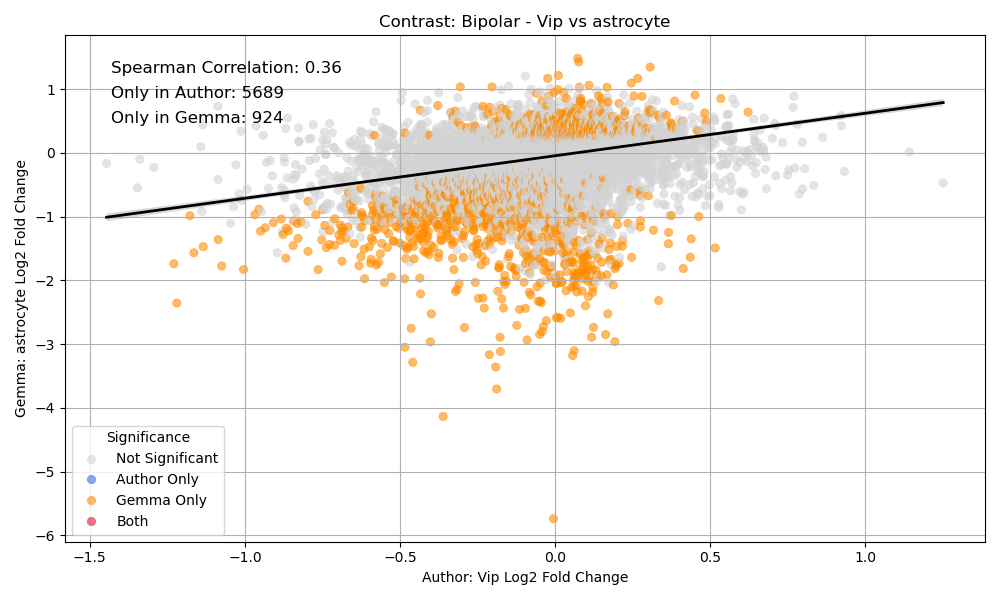 Contrast: Bipolar - Vip vs astrocyte
Spearman Correlation: 0.36
Only in Author: 5689
Only in Gemma: 924
Gemma: astrocyte Log2 Fold Change
1
0
−1
−2
−3
−4
−5
−6
Significance
Not Significant
Author Only
Gemma Only
Both
−1.5 −1.0 −0.5 0.0 0.5 1.0
Author: Vip Log2 Fold Change